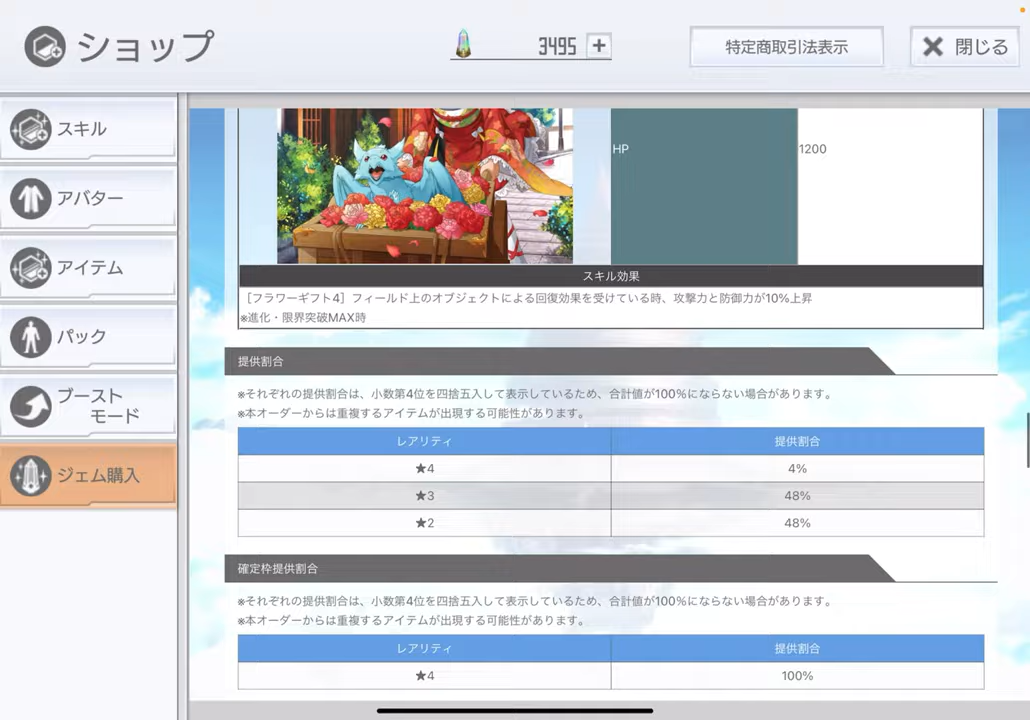 ショップ
3495
特定商取引法表示
閉じる
スキル
アバター
アイテム
パック
ブースト
モード
ジェム購入
HP 1200
スキル効果
［フラワーギフト4］フィールド上のオブジェクトによる回復効果を受けている時、攻撃力と防御力が10%上昇
※進化・限界突破MAX時
提供割合
※それぞれの提供割合は、小数第4位を四捨五入して表示しているため、合計値が100%にならない場合があります。
※本オーダーからは重複するアイテムが出現する可能性があります。
レアリティ 提供割合
★4 4%
★3 48%
★2 48%
確定枠提供割合
※それぞれの提供割合は、小数第4位を四捨五入して表示しているため、合計値が100%にならない場合があります。
※本オーダーからは重複するアイテムが出現する可能性があります。
レアリティ 提供割合
★4 100%